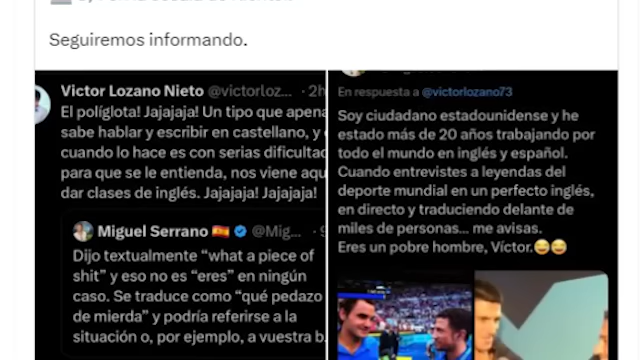 Seguiremos informando.
Victor Lozano Nieto @victorloz... · 2h
El políglota! Jajajaja! Un tipo que apena
sabe hablar y escribir en castellano, y
cuando lo hace es con serias dificultad
para que se le entienda, nos viene aqu
dar clases de inglés. Jajajaja! Jajajaja!
Miguel Serrano 🇪🇸 @Mig... · 9
Dijo textualmente “what a piece of
shit” y eso no es “eres” en ningún
caso. Se traduce como “qué pedazo
de mierda” y podría referirse a la
situación o, por ejemplo, a vuestra b
En respuesta a @victorlozano73
Soy ciudadano estadounidense y he
estado más de 20 años trabajando por
todo el mundo en inglés y español.
Cuando entrevistes a leyendas del
deporte mundial en un perfecto inglés,
en directo y traduciendo delante de
miles de personas... me avisas.
Eres un pobre hombre, Víctor.😂😂